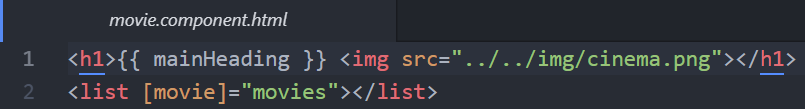 movie.component.html
1 <h1>{{ mainHeading }} <img src="../../img/cinema.png"></h1>
2 <list [movie]="movies"></list>